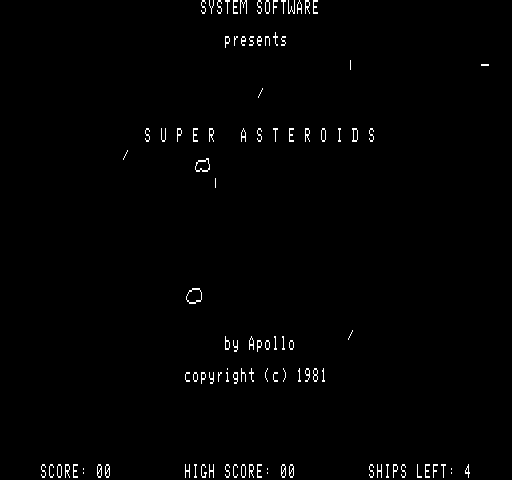 SYSTEM SOFTWARE
presents
S U P E R   A S T E R O I D S
by Apollo
copyright (c) 1981
SCORE: 00 HIGH SCORE: 00 SHIPS LEFT: 4